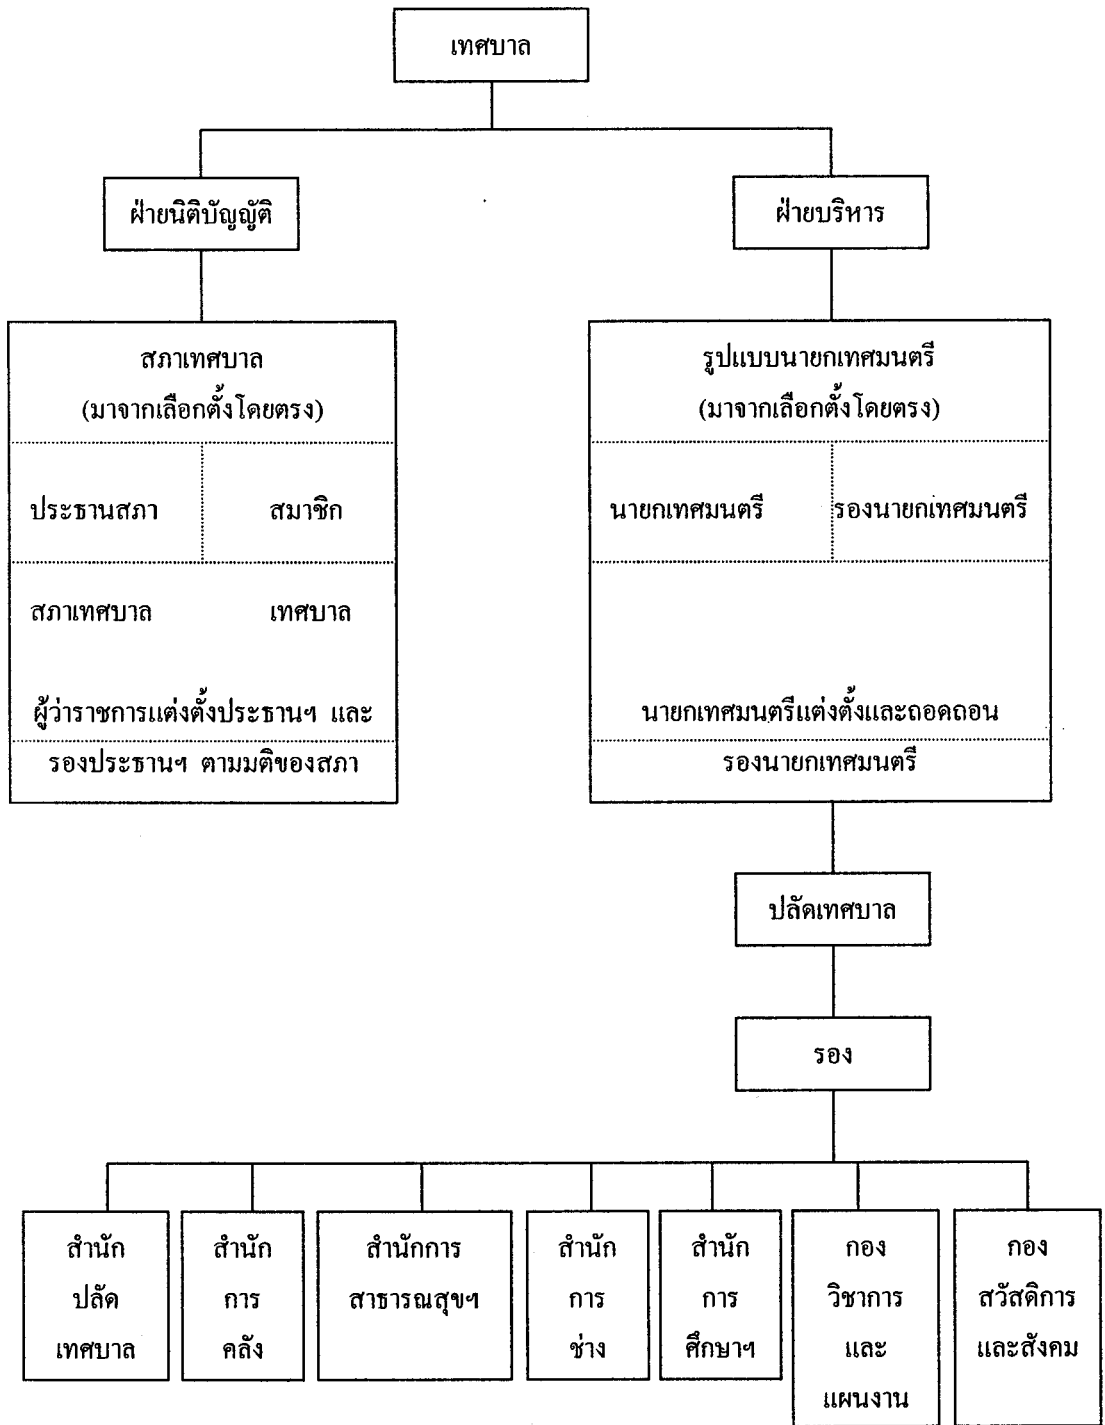 เทศบาล
ฝ่ายนิติบัญญัติ
ฝ่ายบริหาร
สภาเทศบาล
(มาจากเลือกตั้งโดยตรง)
ประธานสภา สมาชิก
สภาเทศบาล เทศบาล
ผู้ว่าราชการแต่งตั้งประธานฯ และ
รองประธานฯ ตามมติของสภา
รูปแบบนายกเทศมนตรี
(มาจากเลือกตั้งโดยตรง)
นายกเทศมนตรี รองนายกเทศมนตรี
นายกเทศมนตรีแต่งตั้งและถอดถอน
รองนายกเทศมนตรี
ปลัดเทศบาล
รอง
สำนัก
ปลัด
เทศบาล
สำนัก
การ
คลัง
สำนักการ
สาธารณสุขฯ
สำนัก
การ
ช่าง
สำนัก
การ
ศึกษาฯ
กอง
วิชาการ
และ
แผนงาน
กอง
สวัสดิการ
และสังคม